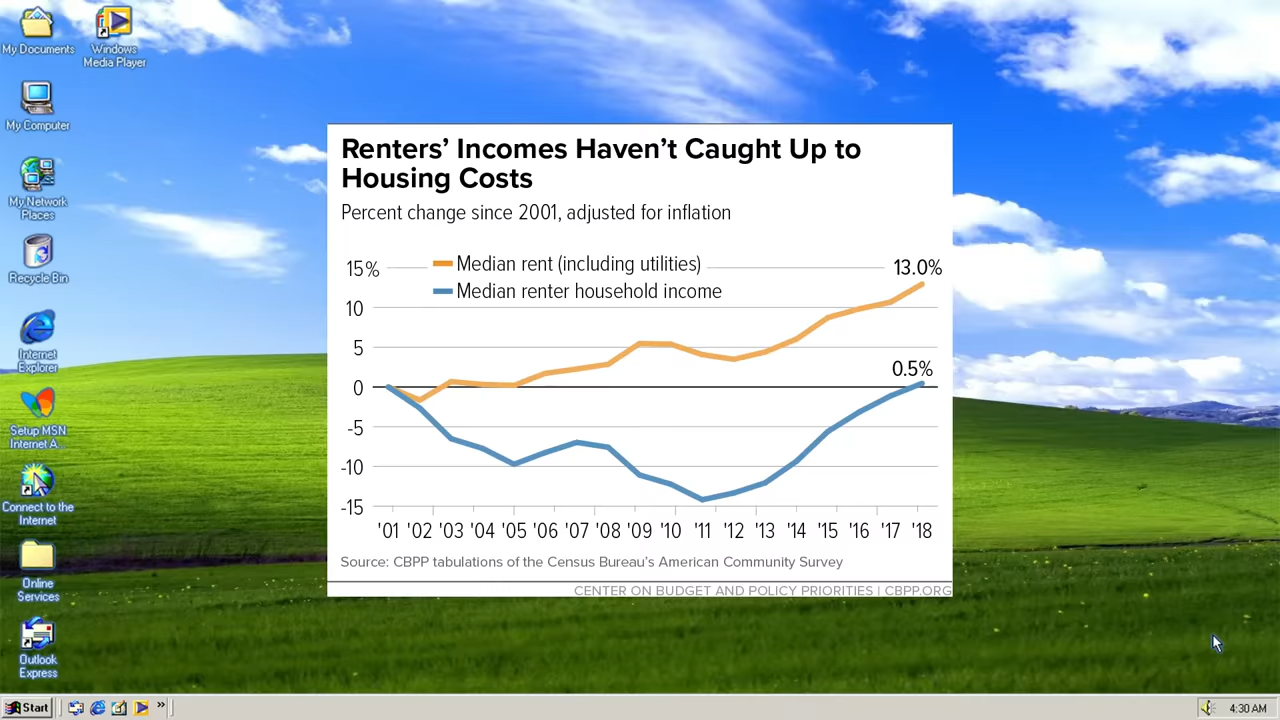 My Documents
Windows
Media Player
My Computer
My Network
Places
Recycle Bin
Internet
Explorer
Setup MSN
Internet A...
Connect to the
Internet
Online
Services
Outlook
Express
Renters’ Incomes Haven’t Caught Up to
Housing Costs
Percent change since 2001, adjusted for inflation
15%
Median rent (including utilities)
13.0%
Median renter household income
10
5
0.5%
0
-5
-10
-15
'01 '02 '03 '04 '05 '06 '07 '08 '09 '10 '11 '12 '13 '14 '15 '16 '17 '18
Source: CBPP tabulations of the Census Bureau’s American Community Survey
CENTER ON BUDGET AND POLICY PRIORITIES | CBPP.ORG
Start
»
4:30 AM